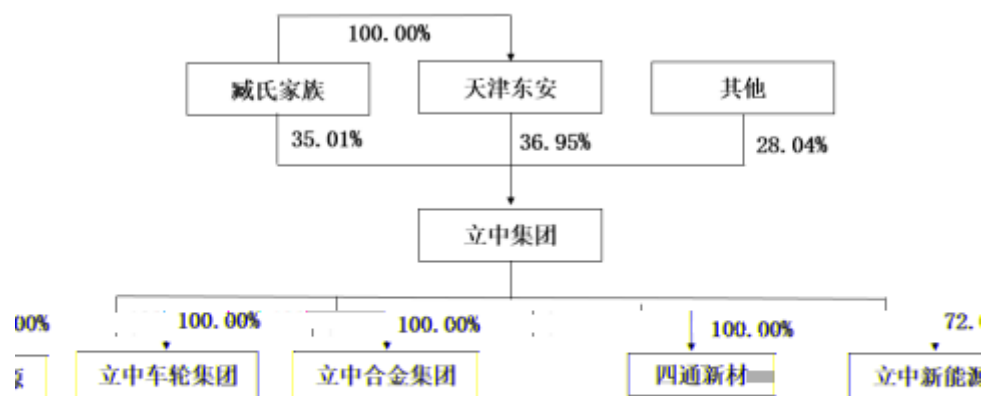 100.00%
臧氏家族
天津东安
其他
35.01%
36.95%
28.04%
立中集团
00%
100.00%
100.00%
100.00%
72.
立中车轮集团
立中合金集团
四通新材
立中新能源